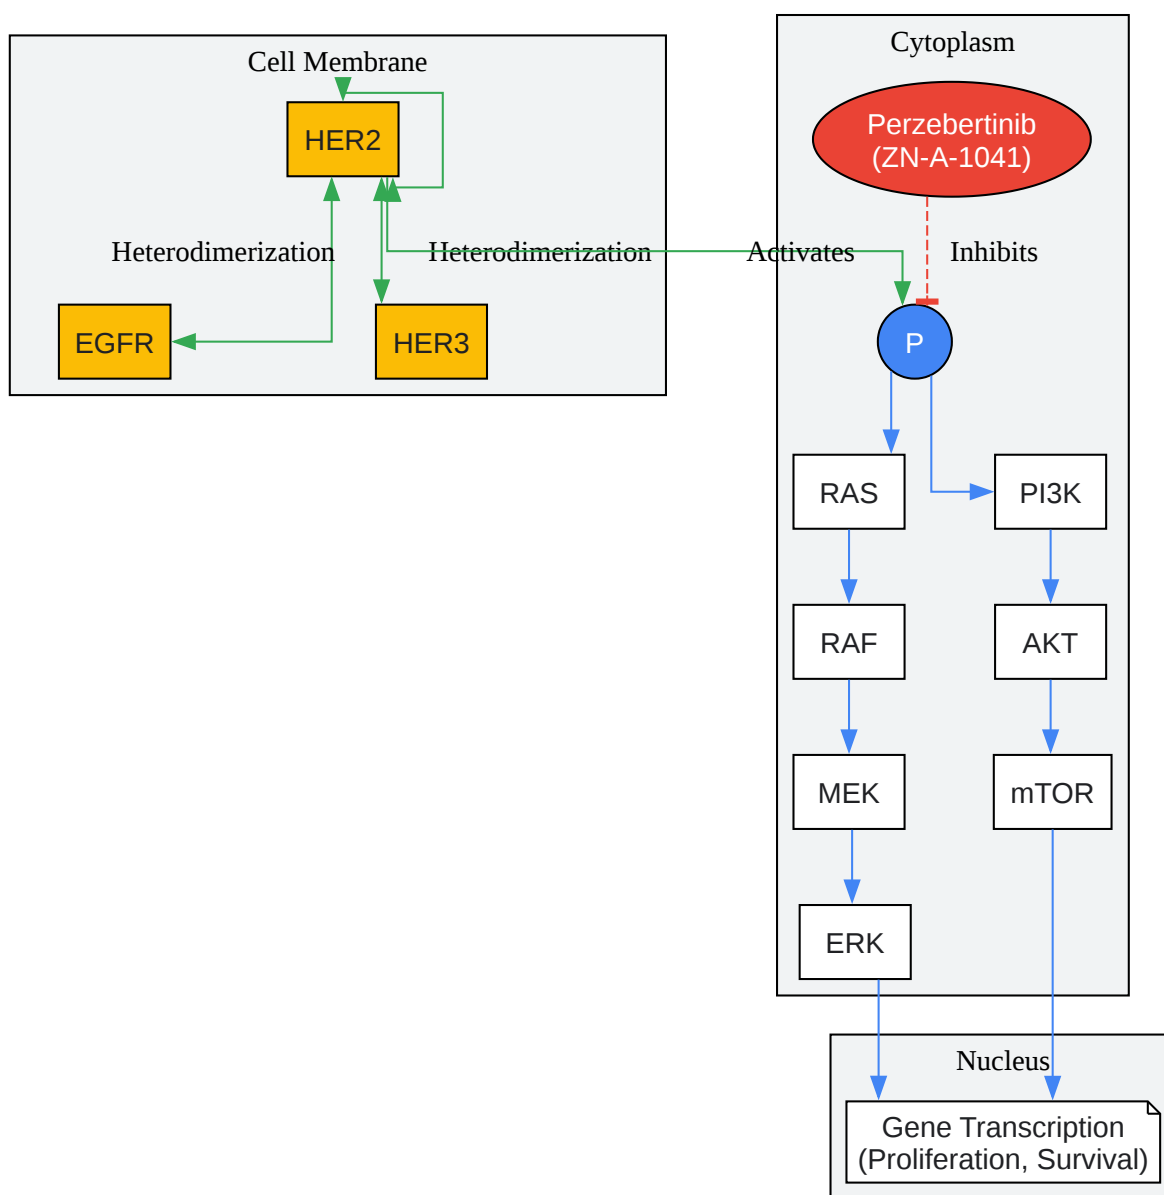 Cell Membrane
HER2
Heterodimerization
Heterodimerization
EGFR
HER3
Cytoplasm
Perzebertinib
(ZN-A-1041)
Activates
Inhibits
P
RAS
PI3K
RAF
AKT
MEK
mTOR
ERK
Nucleus
Gene Transcription
(Proliferation, Survival)